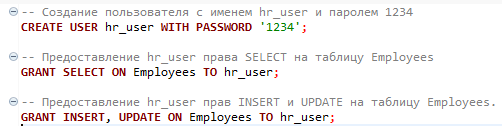 -- Создание пользователя с именем hr_user и паролем 1234
CREATE USER hr_user WITH PASSWORD '1234';
-- Предоставление hr_user права SELECT на таблицу Employees
GRANT SELECT ON Employees TO hr_user;
-- Предоставление hr_user прав INSERT и UPDATE на таблицу Employees.
GRANT INSERT, UPDATE ON Employees TO hr_user;